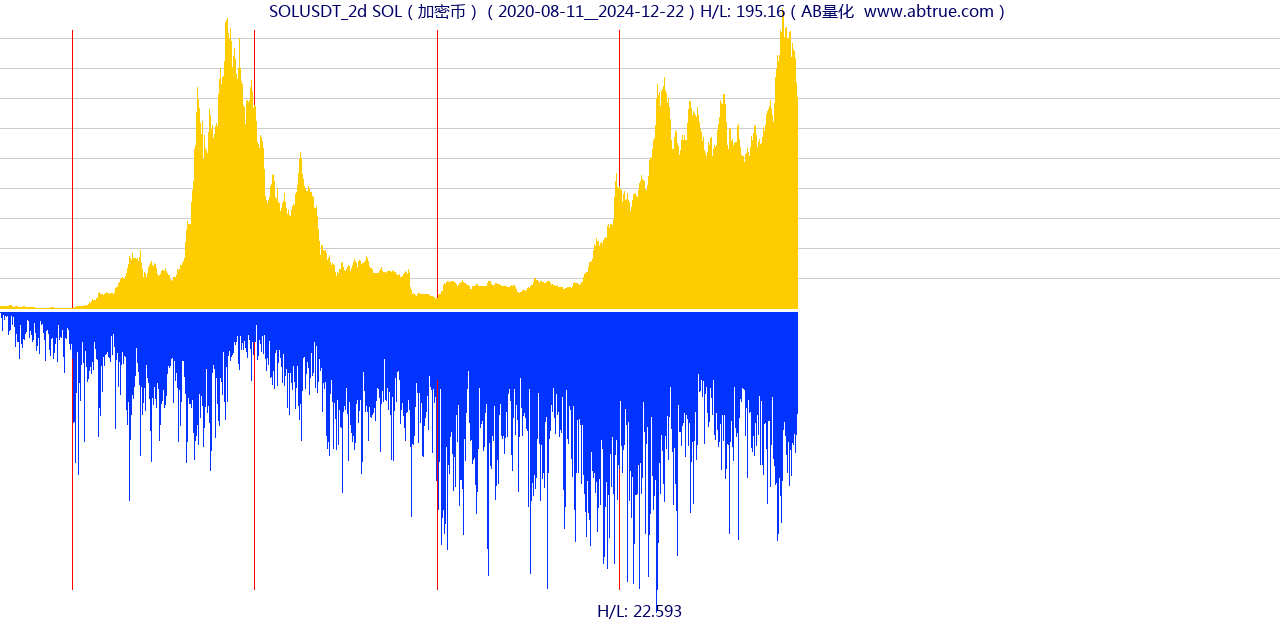 SOLUSDT_2d SOL（加密币）（2020-08-11__2024-12-22）H/L: 195.16（AB量化  www.abtrue.com）
H/L: 22.593